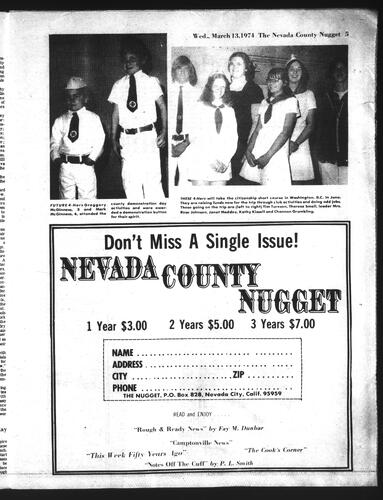 Wed., March 13, 1974 The Nevada County Nugget 5
FUTURE 4-Hers Greggory
McGinness, 5 and Mark
McGinness, 6, attended the
county demonstration day
activities and were awar-
ded a demonstration button
for their spirit.
THESE 4-Hers will take the citizenship short course in Washington, D.C. in June.
They are raising funds now for the trip through club activities and doing odd jobs.
Those going on the trip are (left to right) Tim Turnson, Theresa Small, leader Mrs.
Rose Johnson, Janet Maddox, Kathy Kissell and Channon Grambling.
Don't Miss A Single Issue!
NEVADA COUNTY
NUGGET
1 Year $3.00 2 Years $5.00 3 Years $7.00
NAME
ADDRESS
CITY ZIP
PHONE
THE NUGGET, P.O. Box 828, Nevada City, Calif. 95959
READ and ENJOY ....
"Rough & Ready News" by Fay M. Dunbar
"Camptonville News"
"This Week Fifty Years Ago"
"The Cook's Corner"
"Notes Off The Cuff" by P. L. Smith